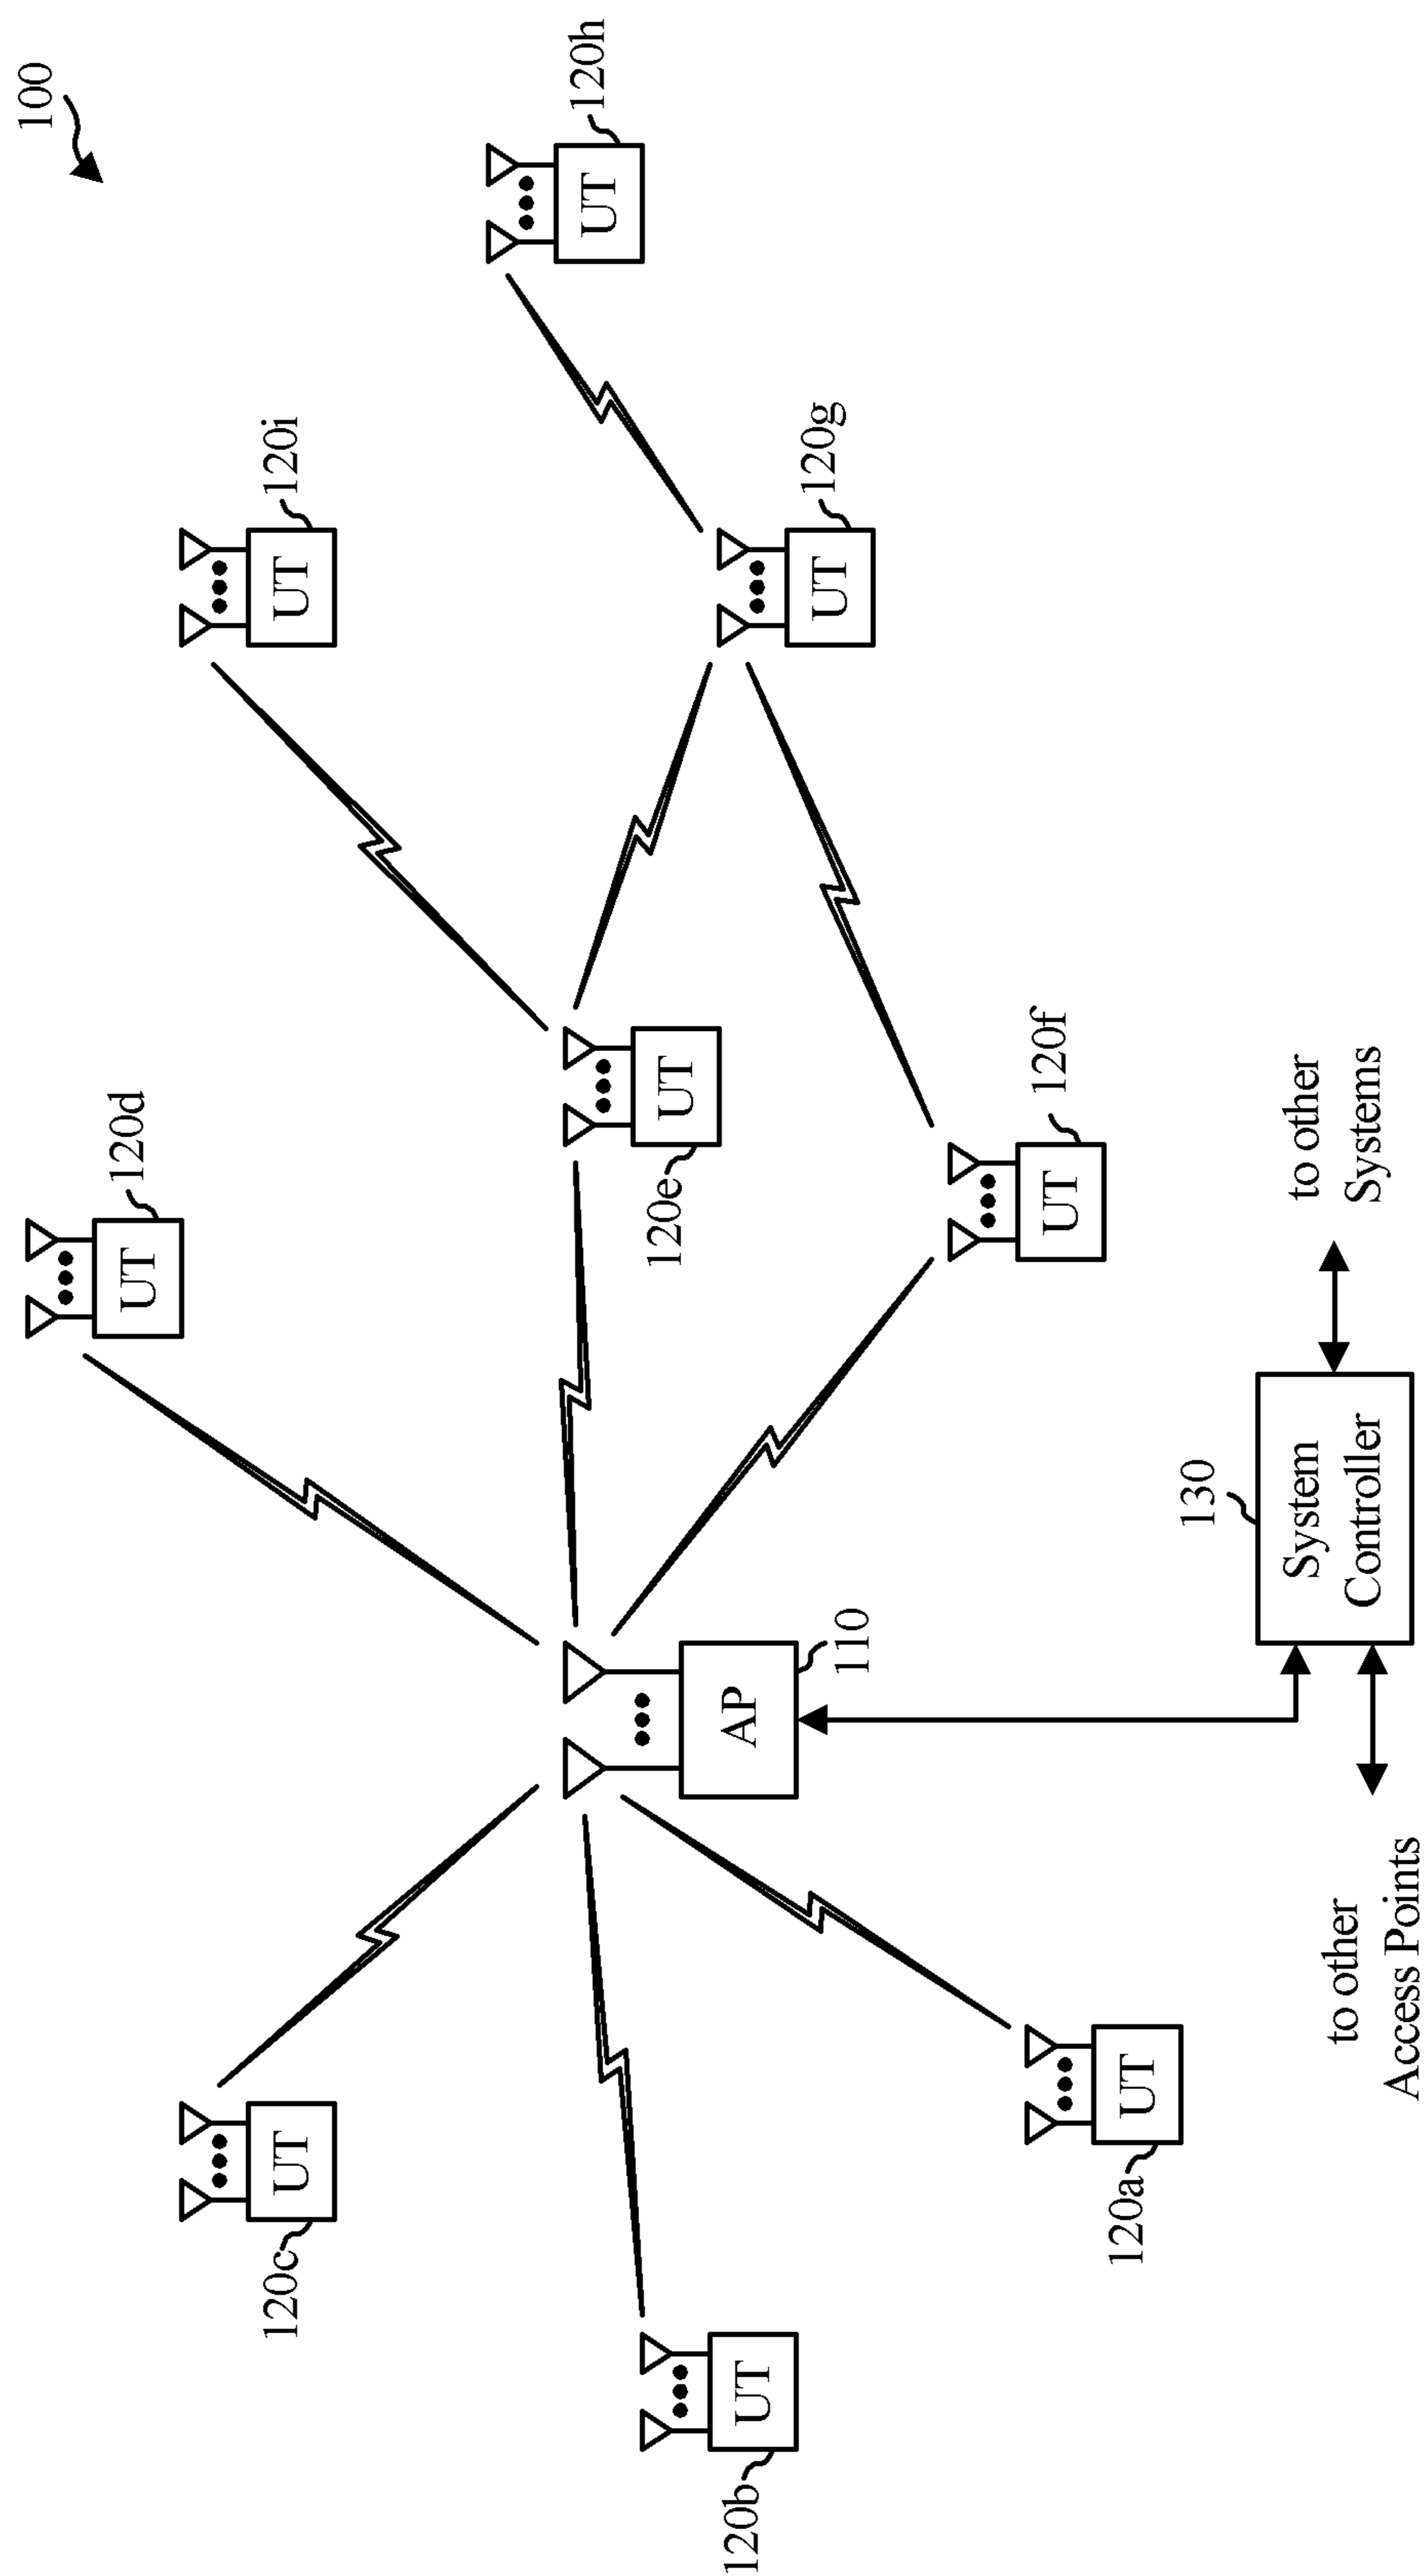 100
120d
UT
120i
UT
120h
UT
120c
UT
120e
UT
120g
UT
120b
UT
AP
110
120f
UT
120a
UT
130
System
Controller
to other
Systems
to other
Access Points